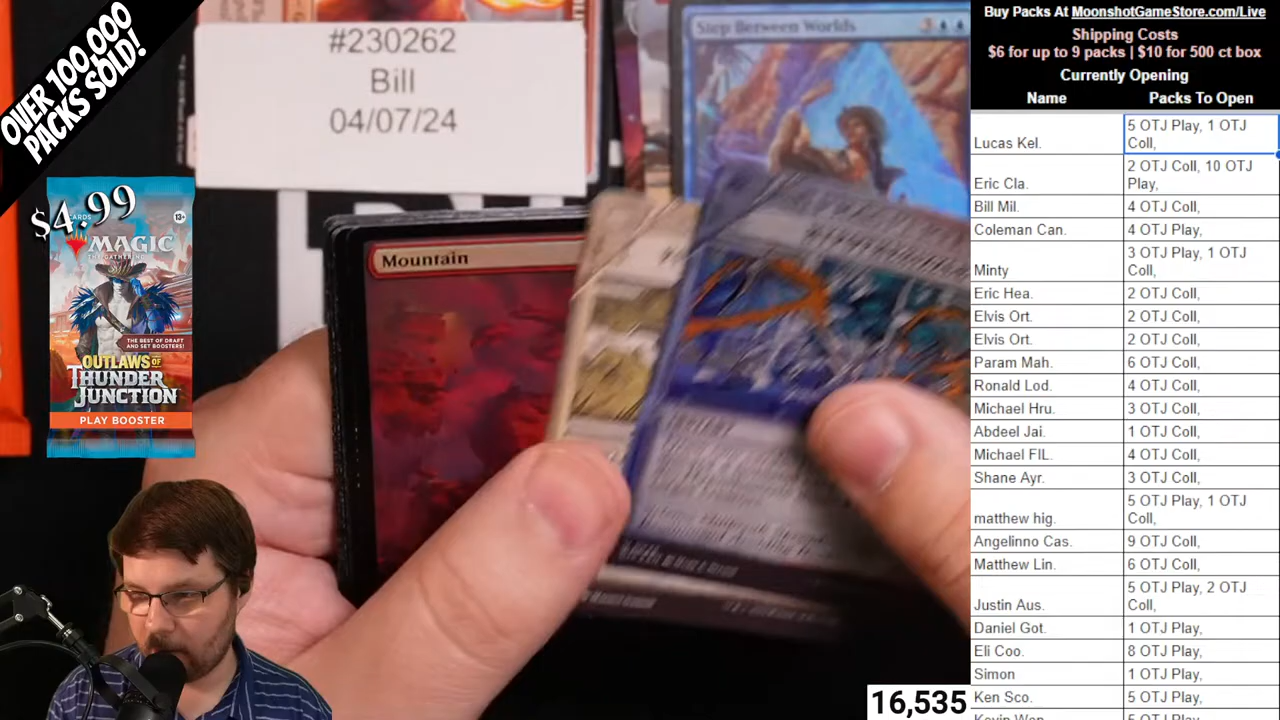 OVER 100,000
PACKS SOLD!
$4.99
CARDS
13+
MAGIC
THE GATHERING
THE BEST OF DRAFT
AND SET BOOSTERS!
OUTLAWS OF
THUNDER
JUNCTION
PLAY BOOSTER
#230262
Bill
04/07/24
Step Between Worlds
Mountain
16,535
Buy Packs At MoonshotGameStore.com/Live
Shipping Costs
$6 for up to 9 packs | $10 for 500 ct box
Currently Opening
Name Packs To Open
Lucas Kel. 5 OTJ Play, 1 OTJ
Coll,
Eric Cla. 2 OTJ Coll, 10 OTJ
Play,
Bill Mil. 4 OTJ Coll,
Coleman Can. 4 OTJ Play,
Minty 3 OTJ Play, 1 OTJ
Coll,
Eric Hea. 2 OTJ Coll,
Elvis Ort. 2 OTJ Coll,
Elvis Ort. 2 OTJ Coll,
Param Mah. 6 OTJ Coll,
Ronald Lod. 4 OTJ Coll,
Michael Hru. 3 OTJ Coll,
Abdeel Jai. 1 OTJ Coll,
Michael FIL. 4 OTJ Coll,
Shane Ayr. 3 OTJ Coll,
matthew hig. 5 OTJ Play, 1 OTJ
Coll,
Angelinno Cas. 9 OTJ Coll,
Matthew Lin. 6 OTJ Coll,
Justin Aus. 5 OTJ Play, 2 OTJ
Coll,
Daniel Got. 1 OTJ Play,
Eli Coo. 8 OTJ Play,
Simon 1 OTJ Play,
Ken Sco. 5 OTJ Play,